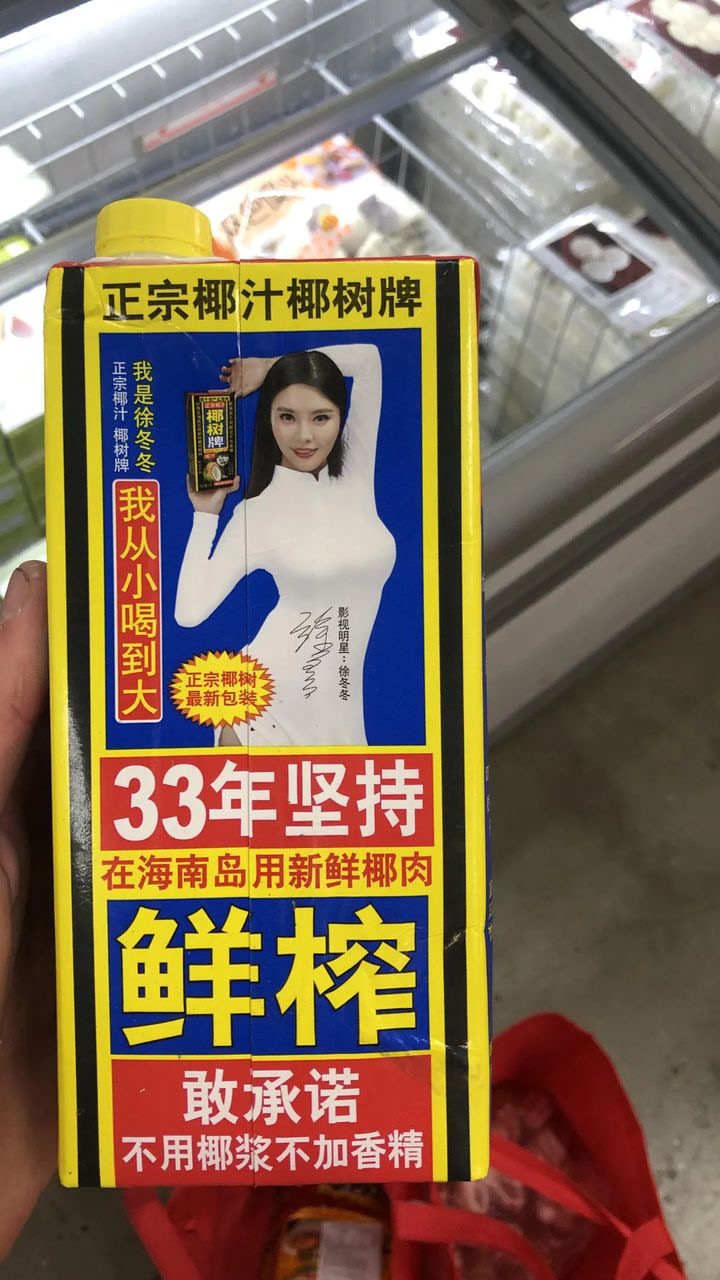 正宗椰汁椰树牌
我是徐冬冬
正宗椰汁 椰树牌
我从小喝到大
椰树牌
影视明星:徐冬冬
正宗椰树
最新包装
33年坚持
在海南岛用新鲜椰肉
鲜榨
敢承诺
不用椰浆不加香精